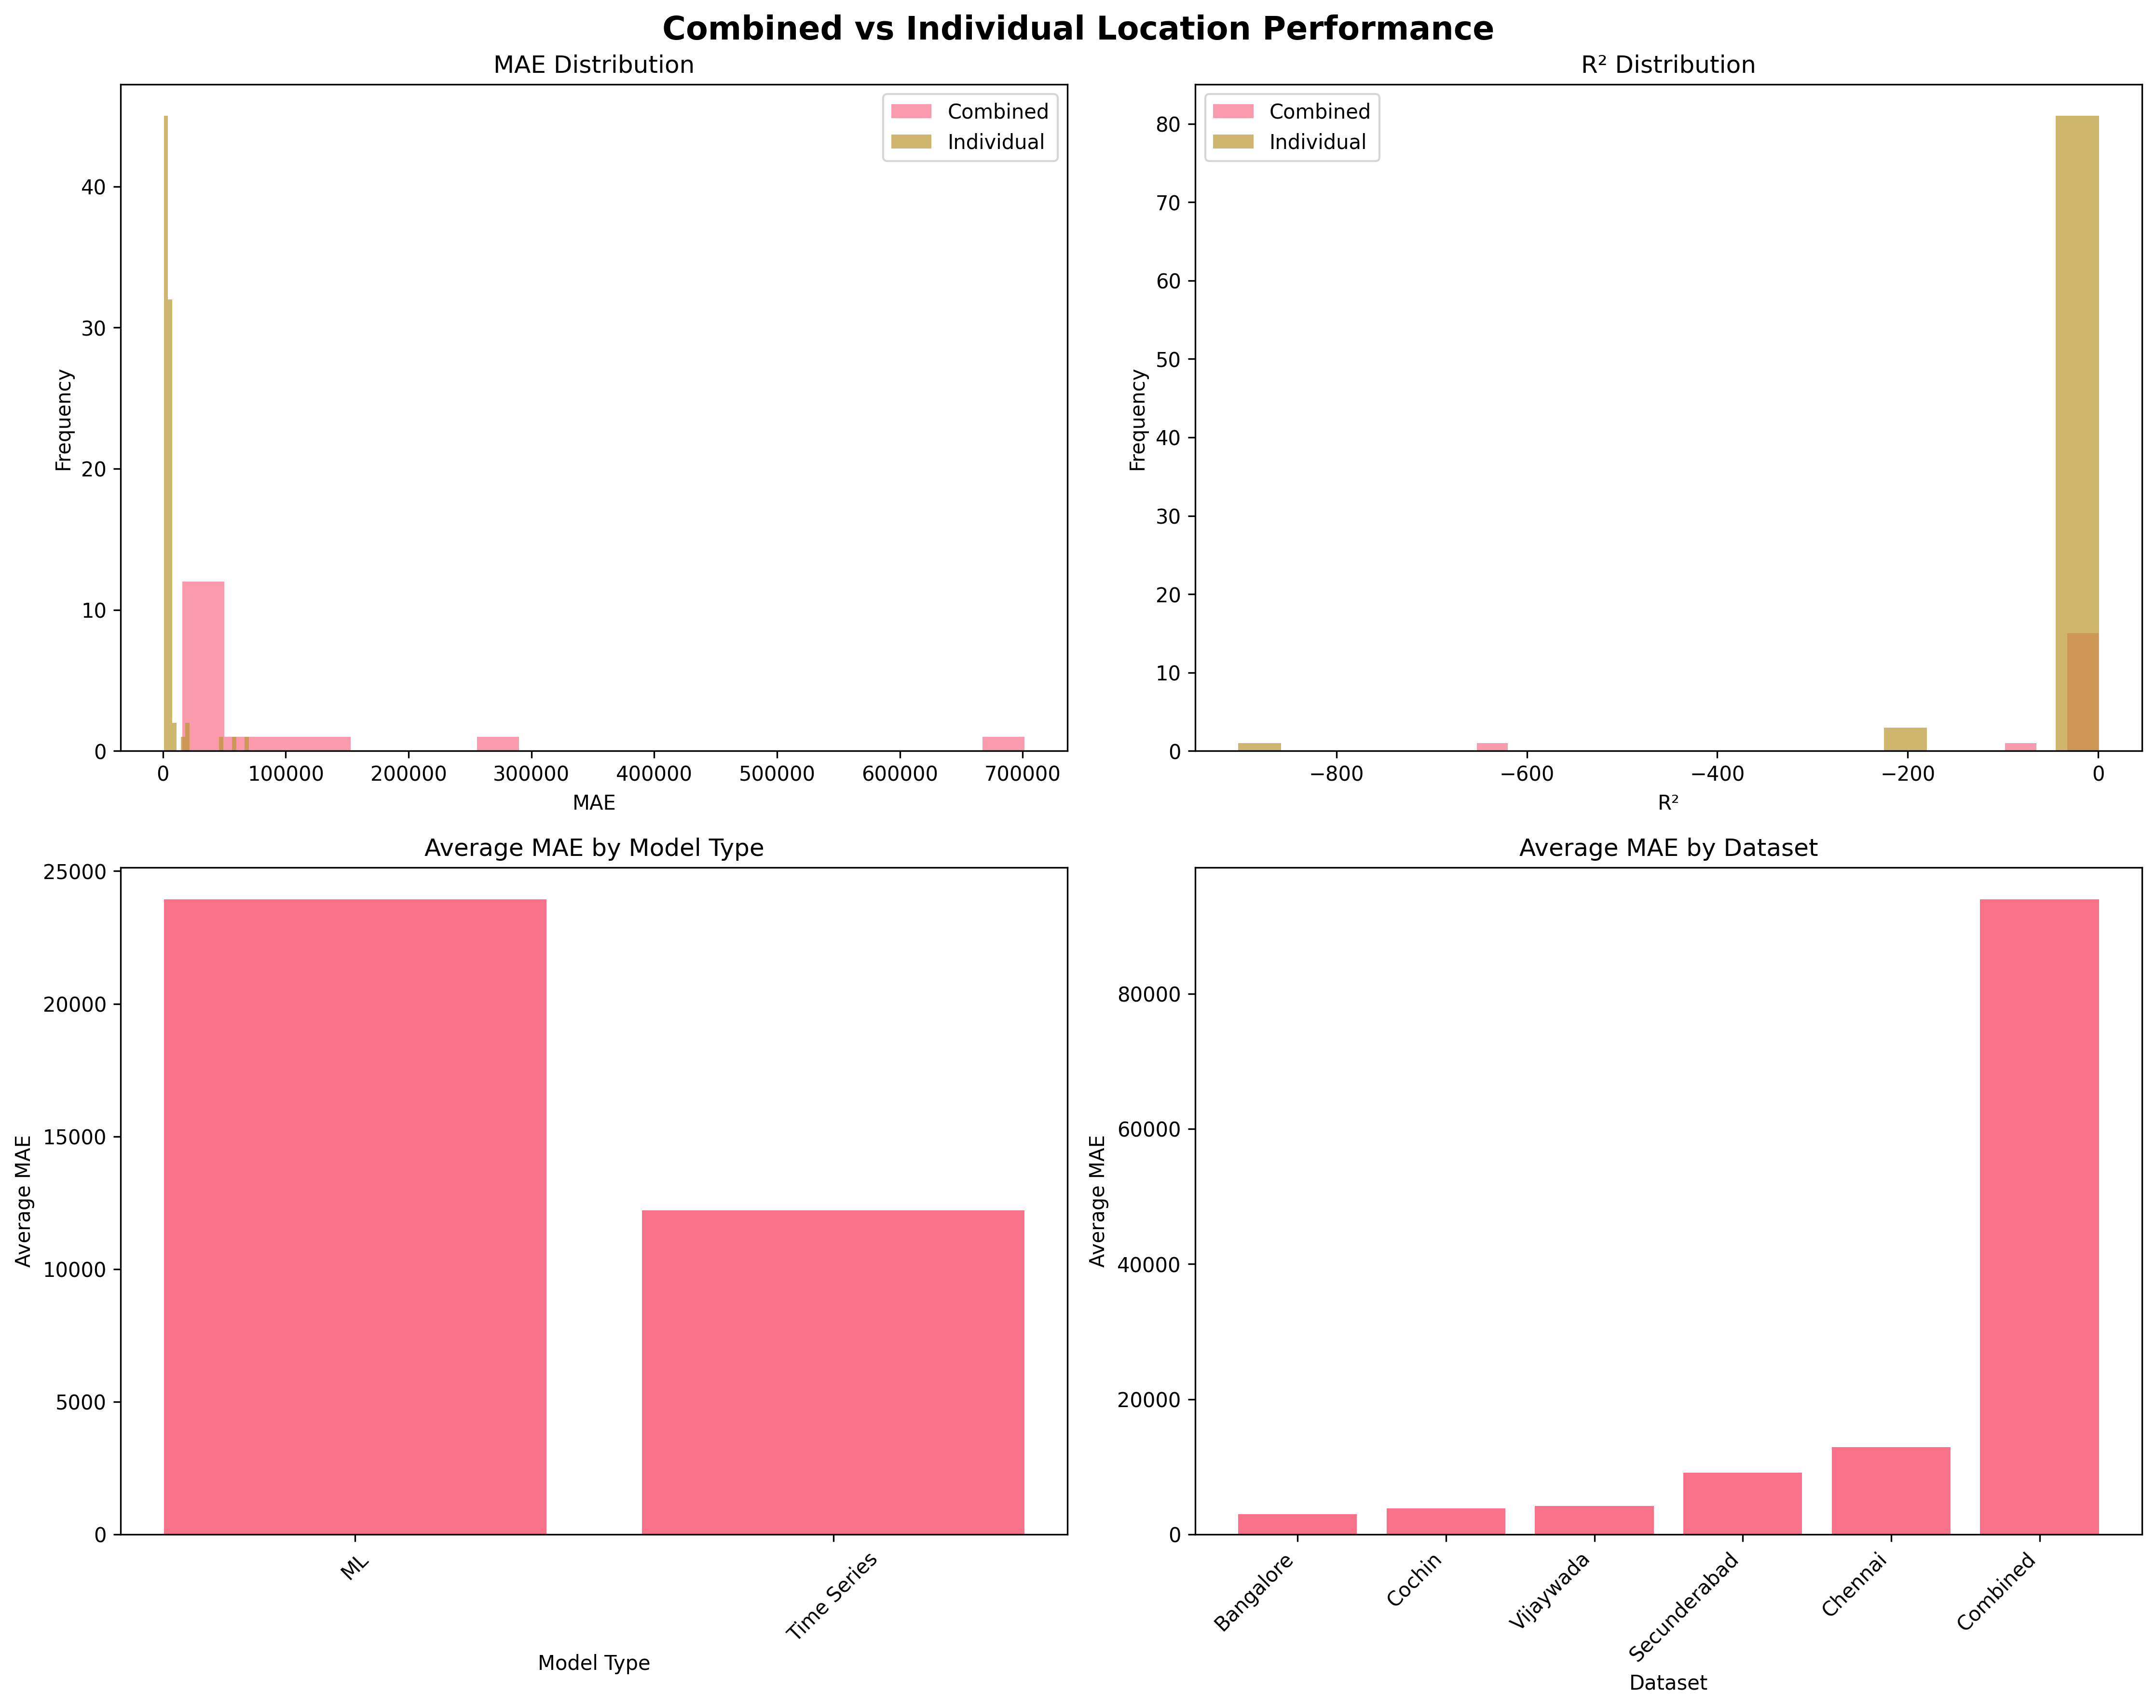 Combined vs Individual Location Performance
MAE Distribution
Combined
Individual
Frequency
40
30
20
10
0
0 100000 200000 300000 400000 500000 600000 700000
MAE
R² Distribution
Combined
Individual
Frequency
80
70
60
50
40
30
20
10
0
−800 −600 −400 −200 0
R²
Average MAE by Model Type
Average MAE
25000
20000
15000
10000
5000
0
ML Time Series
Model Type
Average MAE by Dataset
Average MAE
80000
60000
40000
20000
0
Bangalore Cochin Vijaywada Secunderabad Chennai Combined
Dataset